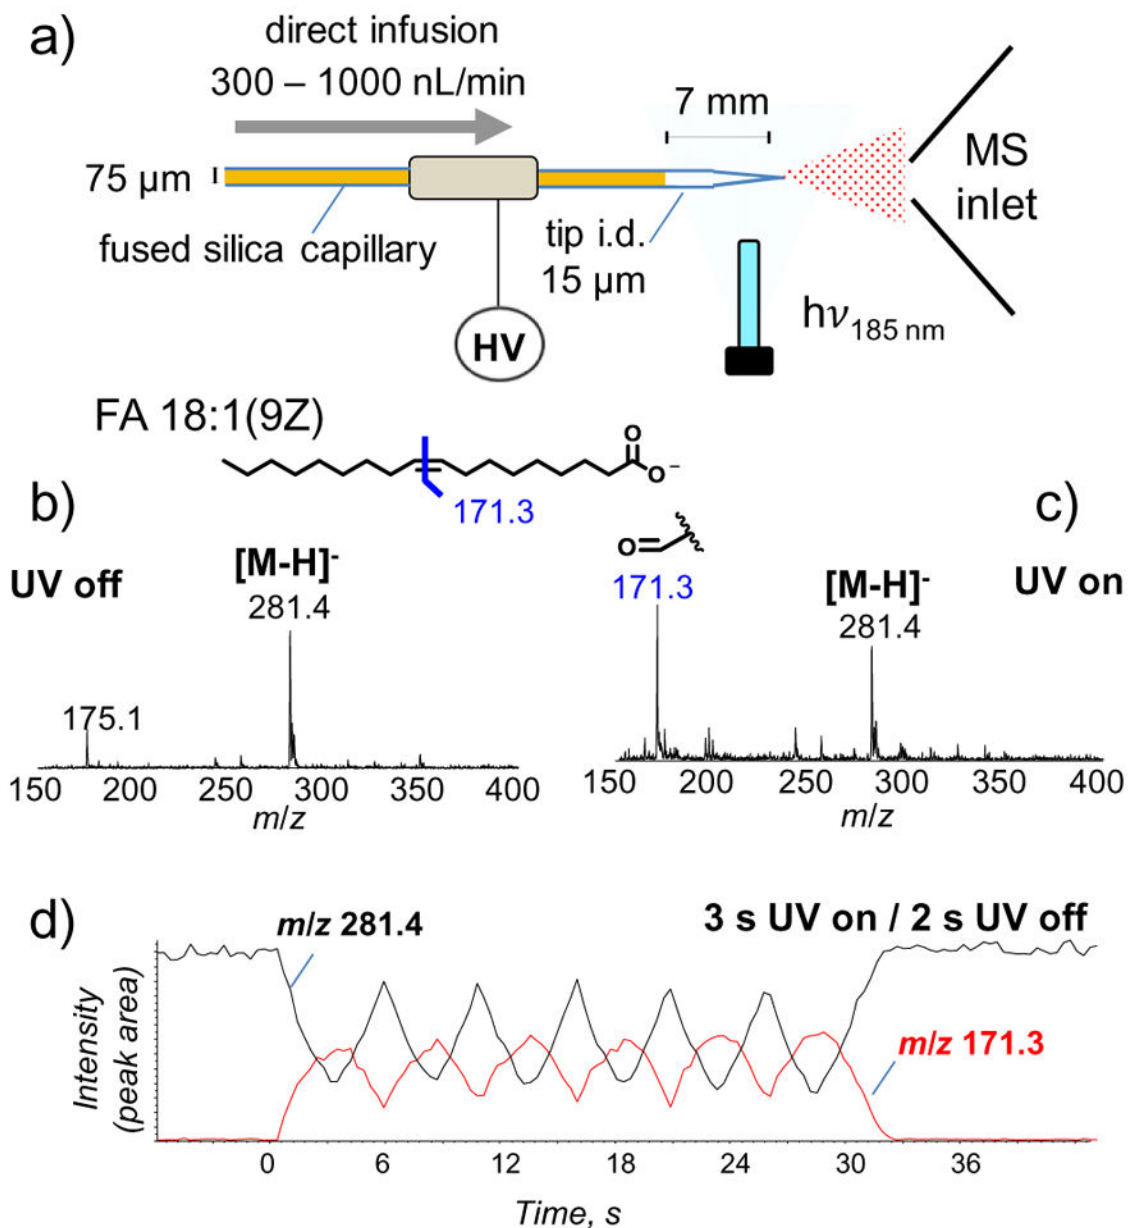 a)
direct infusion
300 – 1000 nL/min
7 mm
75 µm
MS
inlet
fused silica capillary
tip i.d.
15 µm
HV
hν185 nm
FA 18:1(9Z)
O
O⁻
171.3
b)
UV off
[M-H]-
281.4
175.1
150 200 250 300 350 400
m/z
c)
UV on
O
171.3
[M-H]-
281.4
150 200 250 300 350 400
m/z
d)
m/z 281.4
3 s UV on / 2 s UV off
Intensity
(peak area)
m/z 171.3
0 6 12 18 24 30 36
Time, s